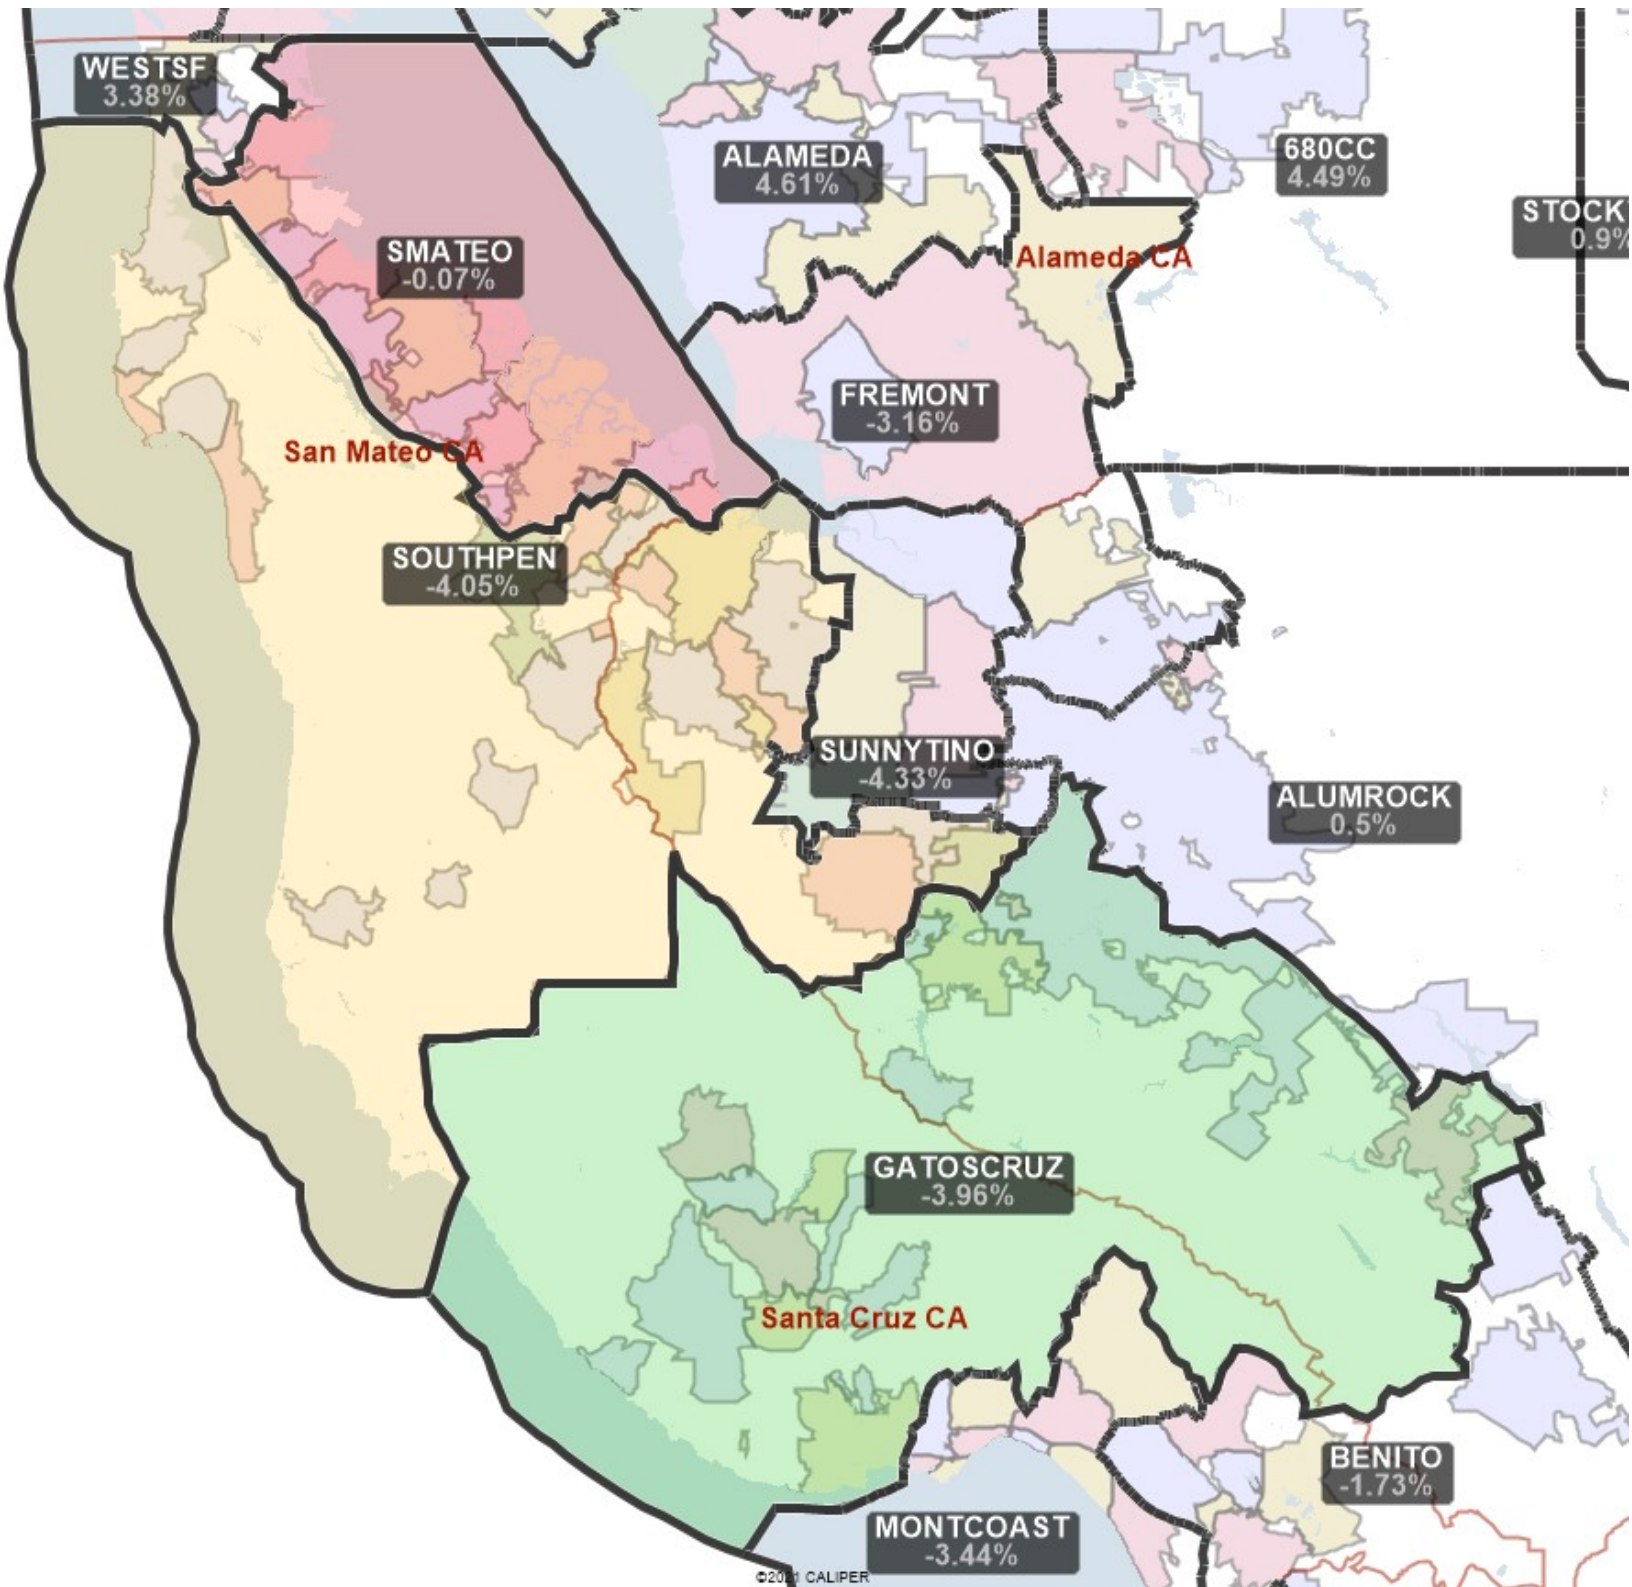 WESTSF
3.38%
ALAMEDA
4.61%
680CC
4.49%
STOCK
0.9%
SMATEO
-0.07%
Alameda CA
FREMONT
-3.16%
San Mateo CA
SOUTHPEN
-4.05%
SUNNYTINO
-4.33%
ALUMROCK
0.5%
GATOSCRUZ
-3.96%
Santa Cruz CA
BENITO
-1.73%
MONTCOAST
-3.44%
©2021 CALIPER